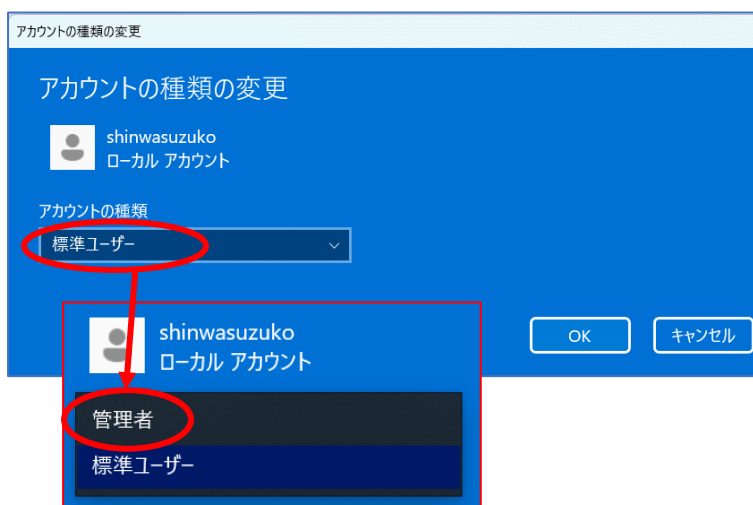 アカウントの種類の変更
アカウントの種類の変更
shinwasuzuko
ローカル アカウント
アカウントの種類
標準ユーザー
OK
キャンセル
shinwasuzuko
ローカル アカウント
管理者
標準ユーザー